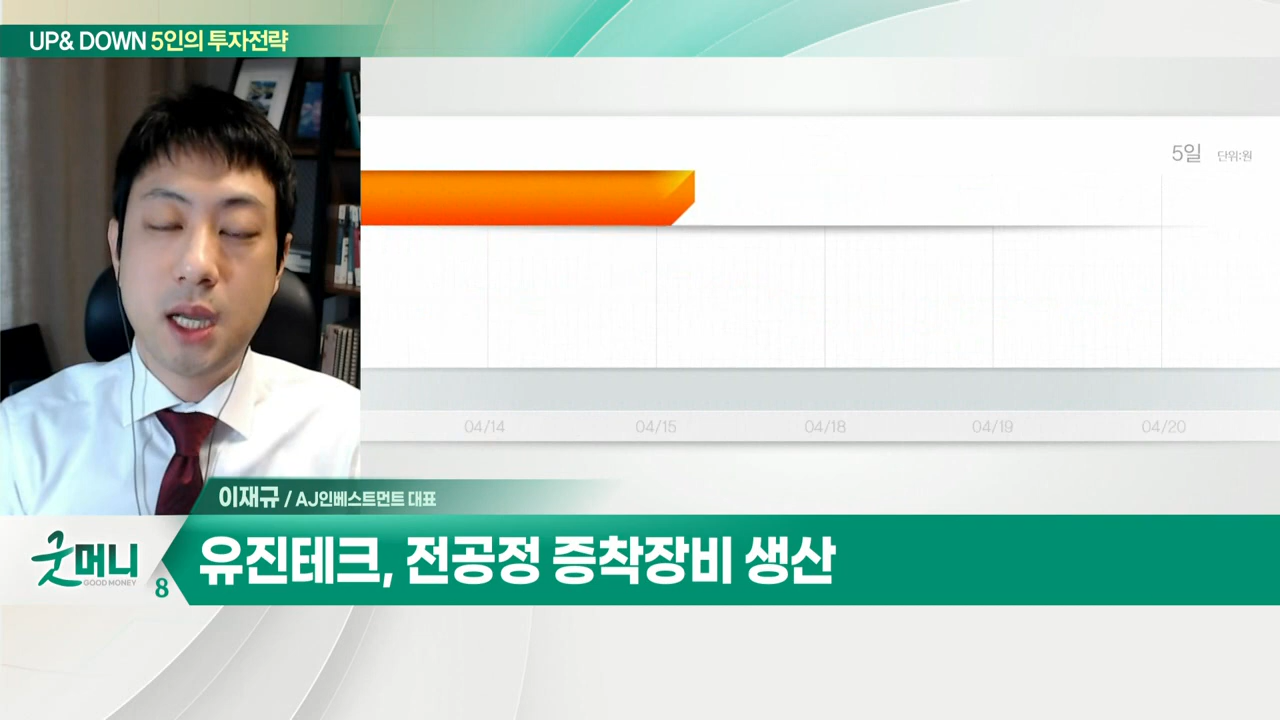 UP& DOWN 5인의 투자전략
5일 단위:원
04/14 04/15 04/18 04/19 04/20
이재규 / AJ인베스트먼트 대표
굿머니
GOOD MONEY
8
유진테크, 전공정 증착장비 생산